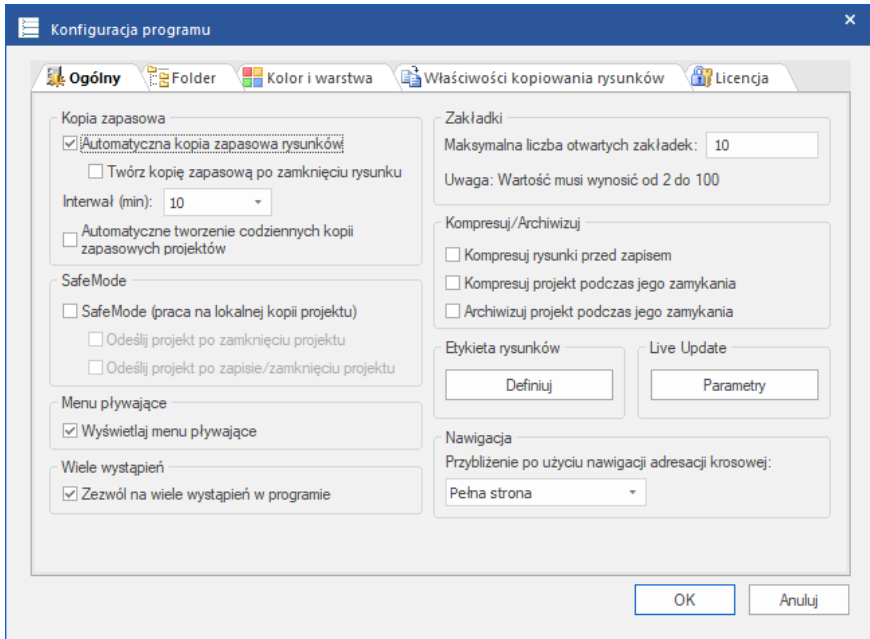 Konfiguracja programu
Ogólny
Folder
Kolor i warstwa
Właściwości kopiowania rysunków
Licencja
Kopia zapasowa
Automatyczna kopia zapasowa rysunków
Twórz kopię zapasową po zamknięciu rysunku
Interwał (min):
10
Automatyczne tworzenie codziennych kopii
zapasowych projektów
SafeMode
SafeMode (praca na lokalnej kopii projektu)
Odeślij projekt po zamknięciu projektu
Odeślij projekt po zapisie/zamknięciu projektu
Menu pływające
Wyświetlaj menu pływające
Wiele wystąpień
Zezwól na wiele wystąpień w programie
Zakładki
Maksymalna liczba otwartych zakładek:
10
Uwaga: Wartość musi wynosić od 2 do 100
Kompresuj/Archiwizuj
Kompresuj rysunki przed zapisem
Kompresuj projekt podczas jego zamykania
Archiwizuj projekt podczas jego zamykania
Etykieta rysunków
Definiuj
Live Update
Parametry
Nawigacja
Przybliżenie po użyciu nawigacji adresacji krosowej:
Pełna strona
OK
Anuluj